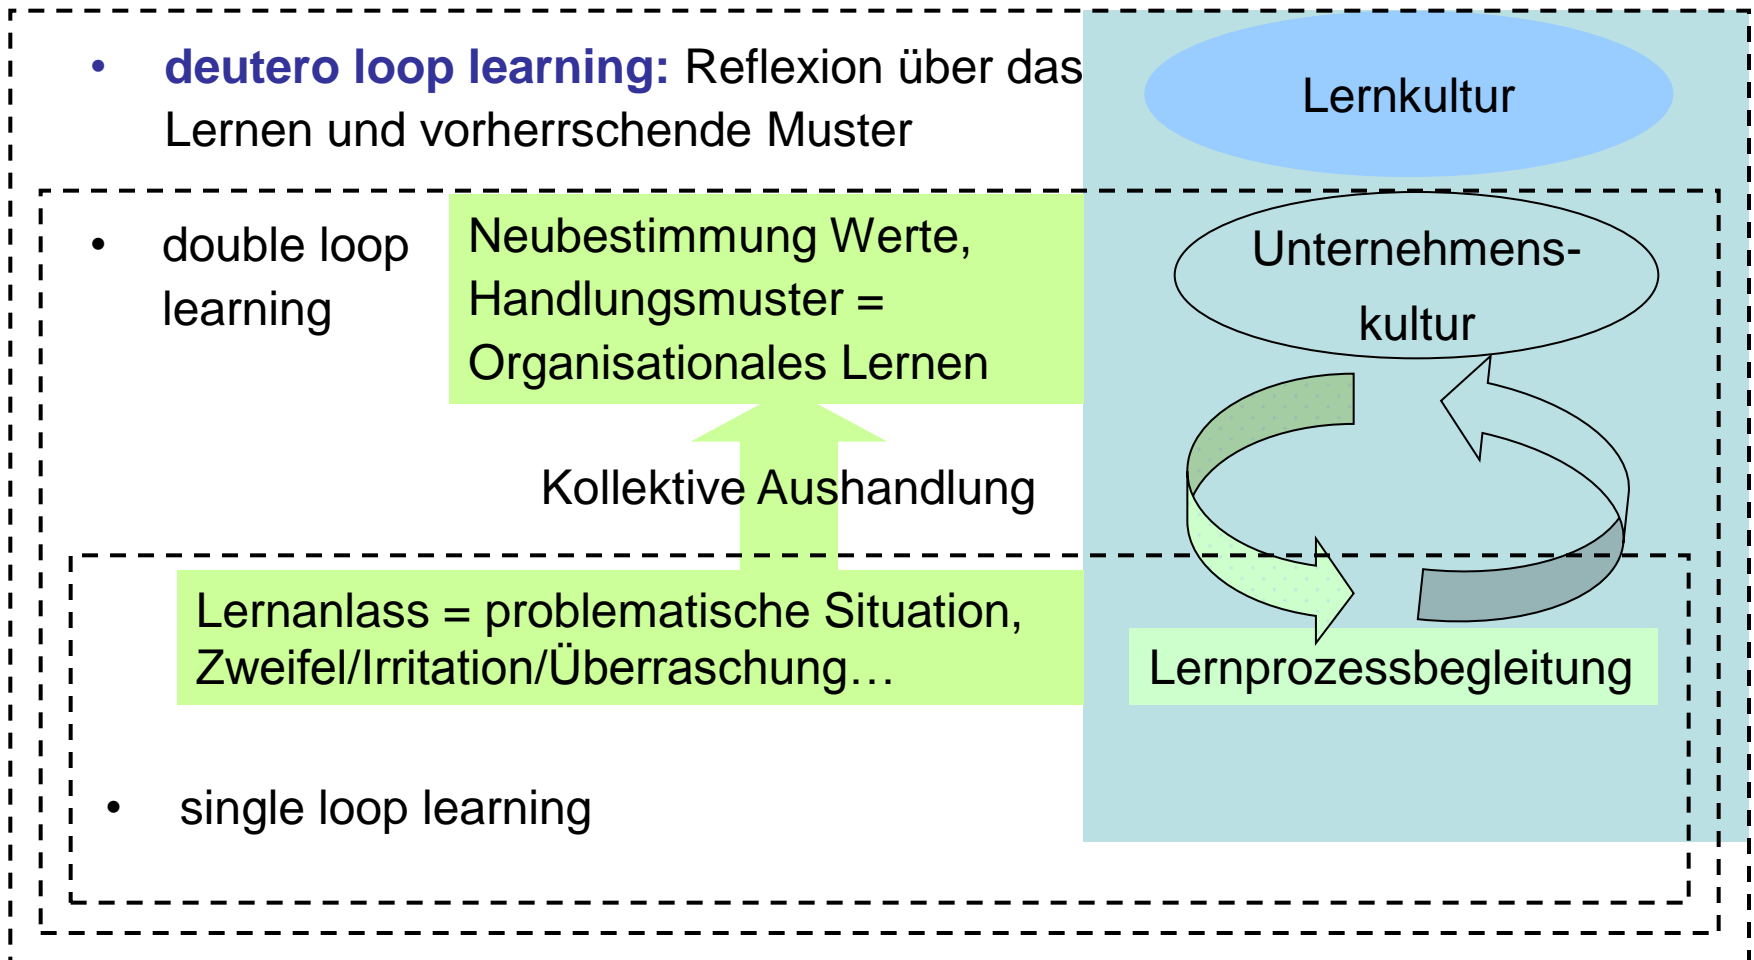 • deutero loop learning: Reflexion über das
Lernen und vorherrschende Muster
Lernkultur
• double loop
learning
Neubestimmung Werte,
Handlungsmuster =
Organisationales Lernen
Unternehmens-
kultur
Kollektive Aushandlung
Lernanlass = problematische Situation,
Zweifel/Irritation/Überraschung…
Lernprozessbegleitung
• single loop learning